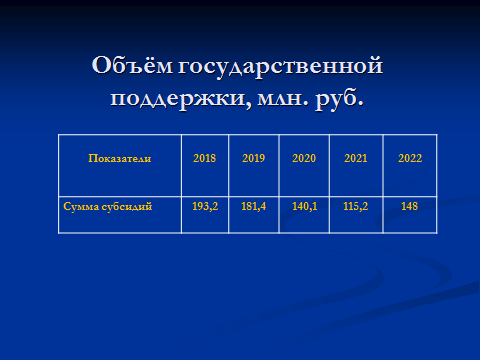 Объём государственной
поддержки, млн. руб.
Показатели 2018 2019 2020 2021 2022
Сумма субсидий 193,2 181,4 140,1 115,2 148